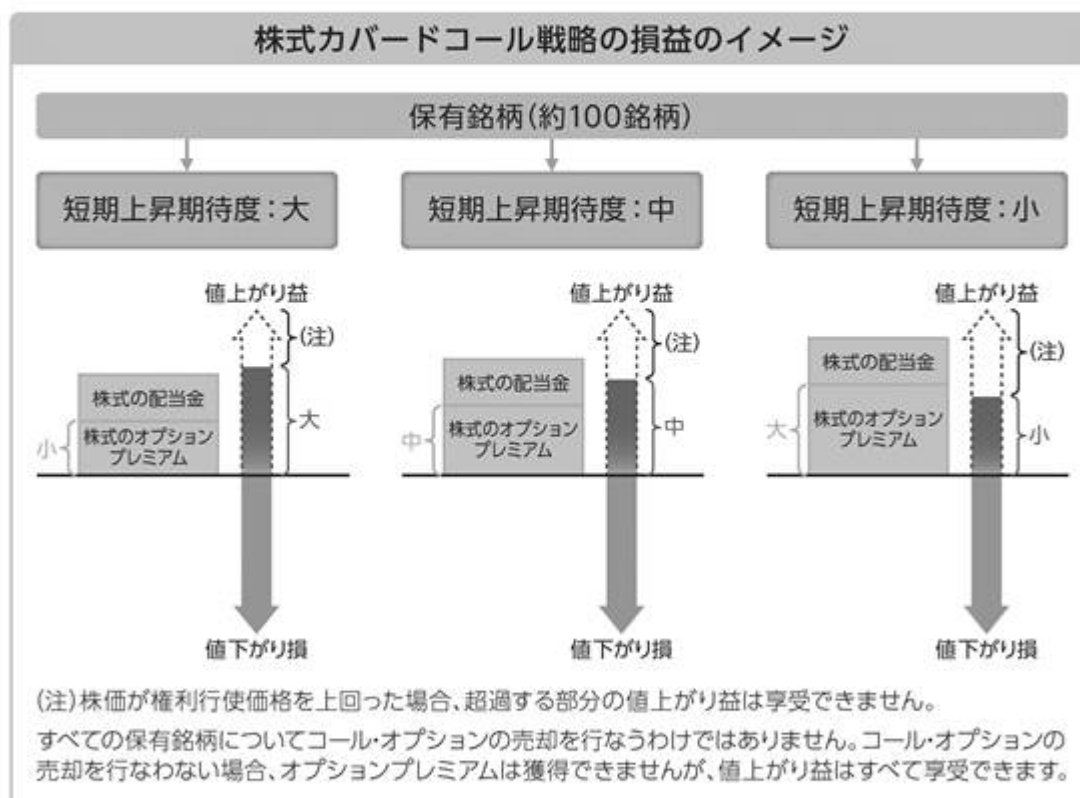 株式カバードコール戦略の損益のイメージ
保有銘柄(約100銘柄)
短期上昇期待度:大
短期上昇期待度:中
短期上昇期待度:小
値上がり益
(注)
株式の配当金
株式のオプション
プレミアム
小
大
値下がり損
値上がり益
(注)
株式の配当金
株式のオプション
プレミアム
中
中
値下がり損
値上がり益
(注)
株式の配当金
株式のオプション
プレミアム
大
小
値下がり損
(注)株価が権利行使価格を上回った場合、超過する部分の値上がり益は享受できません。
すべての保有銘柄についてコール・オプションの売却を行なうわけではありません。コール・オプションの
売却を行なわない場合、オプションプレミアムは獲得できませんが、値上がり益はすべて享受できます。